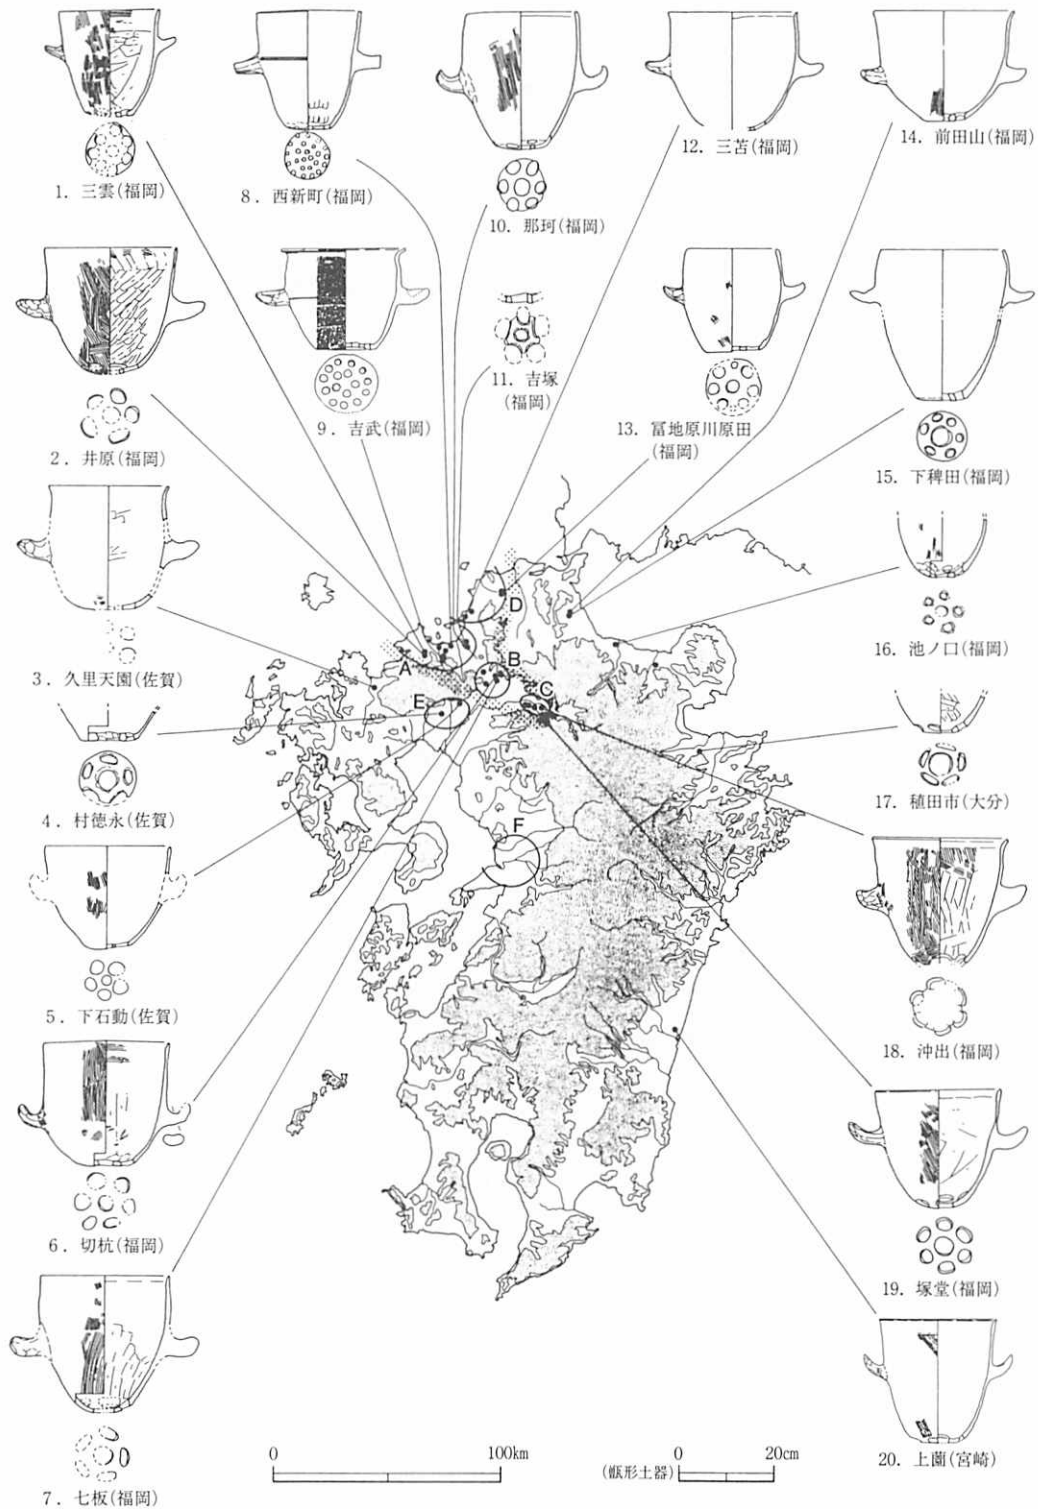 1. 三雲(福岡)
8. 西新町(福岡)
10. 那珂(福岡)
12. 三苫(福岡)
14. 前田山(福岡)
2. 井原(福岡)
9. 吉武(福岡)
11. 吉塚
(福岡)
13. 冨地原川原田
(福岡)
15. 下稗田(福岡)
3. 久里天園(佐賀)
16. 池ノ口(福岡)
4. 村徳永(佐賀)
17. 稙田市(大分)
5. 下石動(佐賀)
18. 沖出(福岡)
6. 切杭(福岡)
19. 塚堂(福岡)
7. 七板(福岡)
20. 上薗(宮崎)
A
B
C
D
E
F
0 100km
0 20cm
(甑形土器)